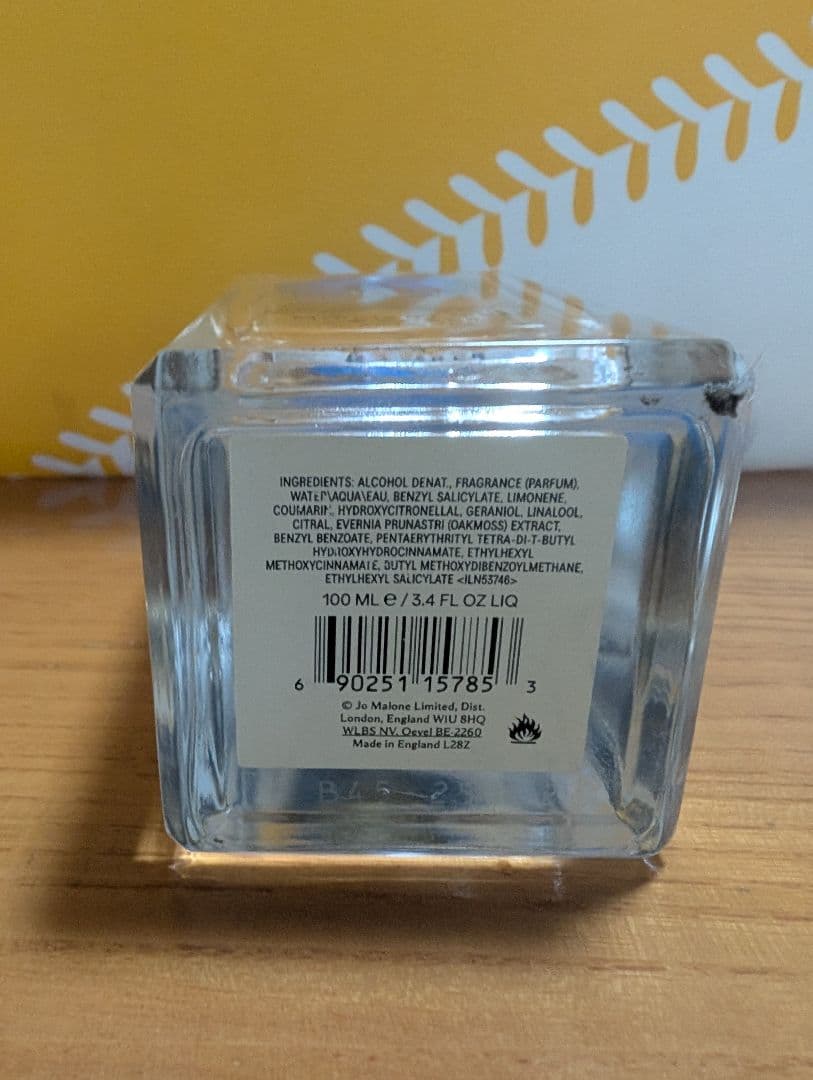 INGREDIENTS: ALCOHOL DENAT., FRAGRANCE (PARFUM),
WATER\AQUA\EAU, BENZYL SALICYLATE, LIMONENE,
COUMARIN, HYDROXYCITRONELLAL, GERANIOL, LINALOOL,
CITRAL, EVERNIA PRUNASTRI (OAKMOSS) EXTRACT,
BENZYL BENZOATE, PENTAERYTHRITYL TETRA-DI-T-BUTYL
HYDROXYHYDROCINNAMATE, ETHYLHEXYL
METHOXYCINNAMATE, BUTYL METHOXYDIBENZOYLMETHANE,
ETHYLHEXYL SALICYLATE <ILN53746>
100 ML e / 3.4 FL OZ LIQ
6 90251 15785 3
© Jo Malone Limited, Dist.
London, England W1U 8HQ
WLBS NV. Oevel BE-2260
Made in England L28Z